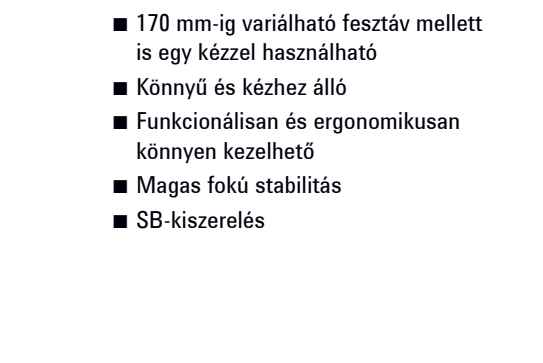 ■ 170 mm-ig variálható fesztáv mellett
is egy kézzel használható
■ Könnyű és kézhez álló
■ Funkcionálisan és ergonomikusan
könnyen kezelhető
■ Magas fokú stabilitás
■ SB-kiszerelés